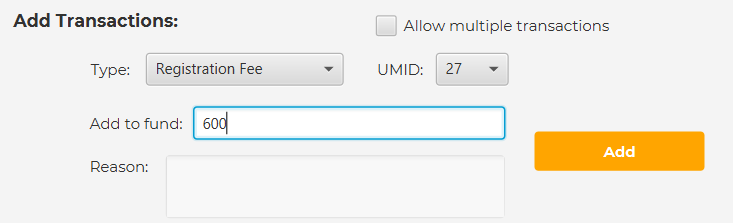 Add Transactions:
Allow multiple transactions
Type: Registration Fee UMID: 27
Add to fund: 600
Add
Reason: